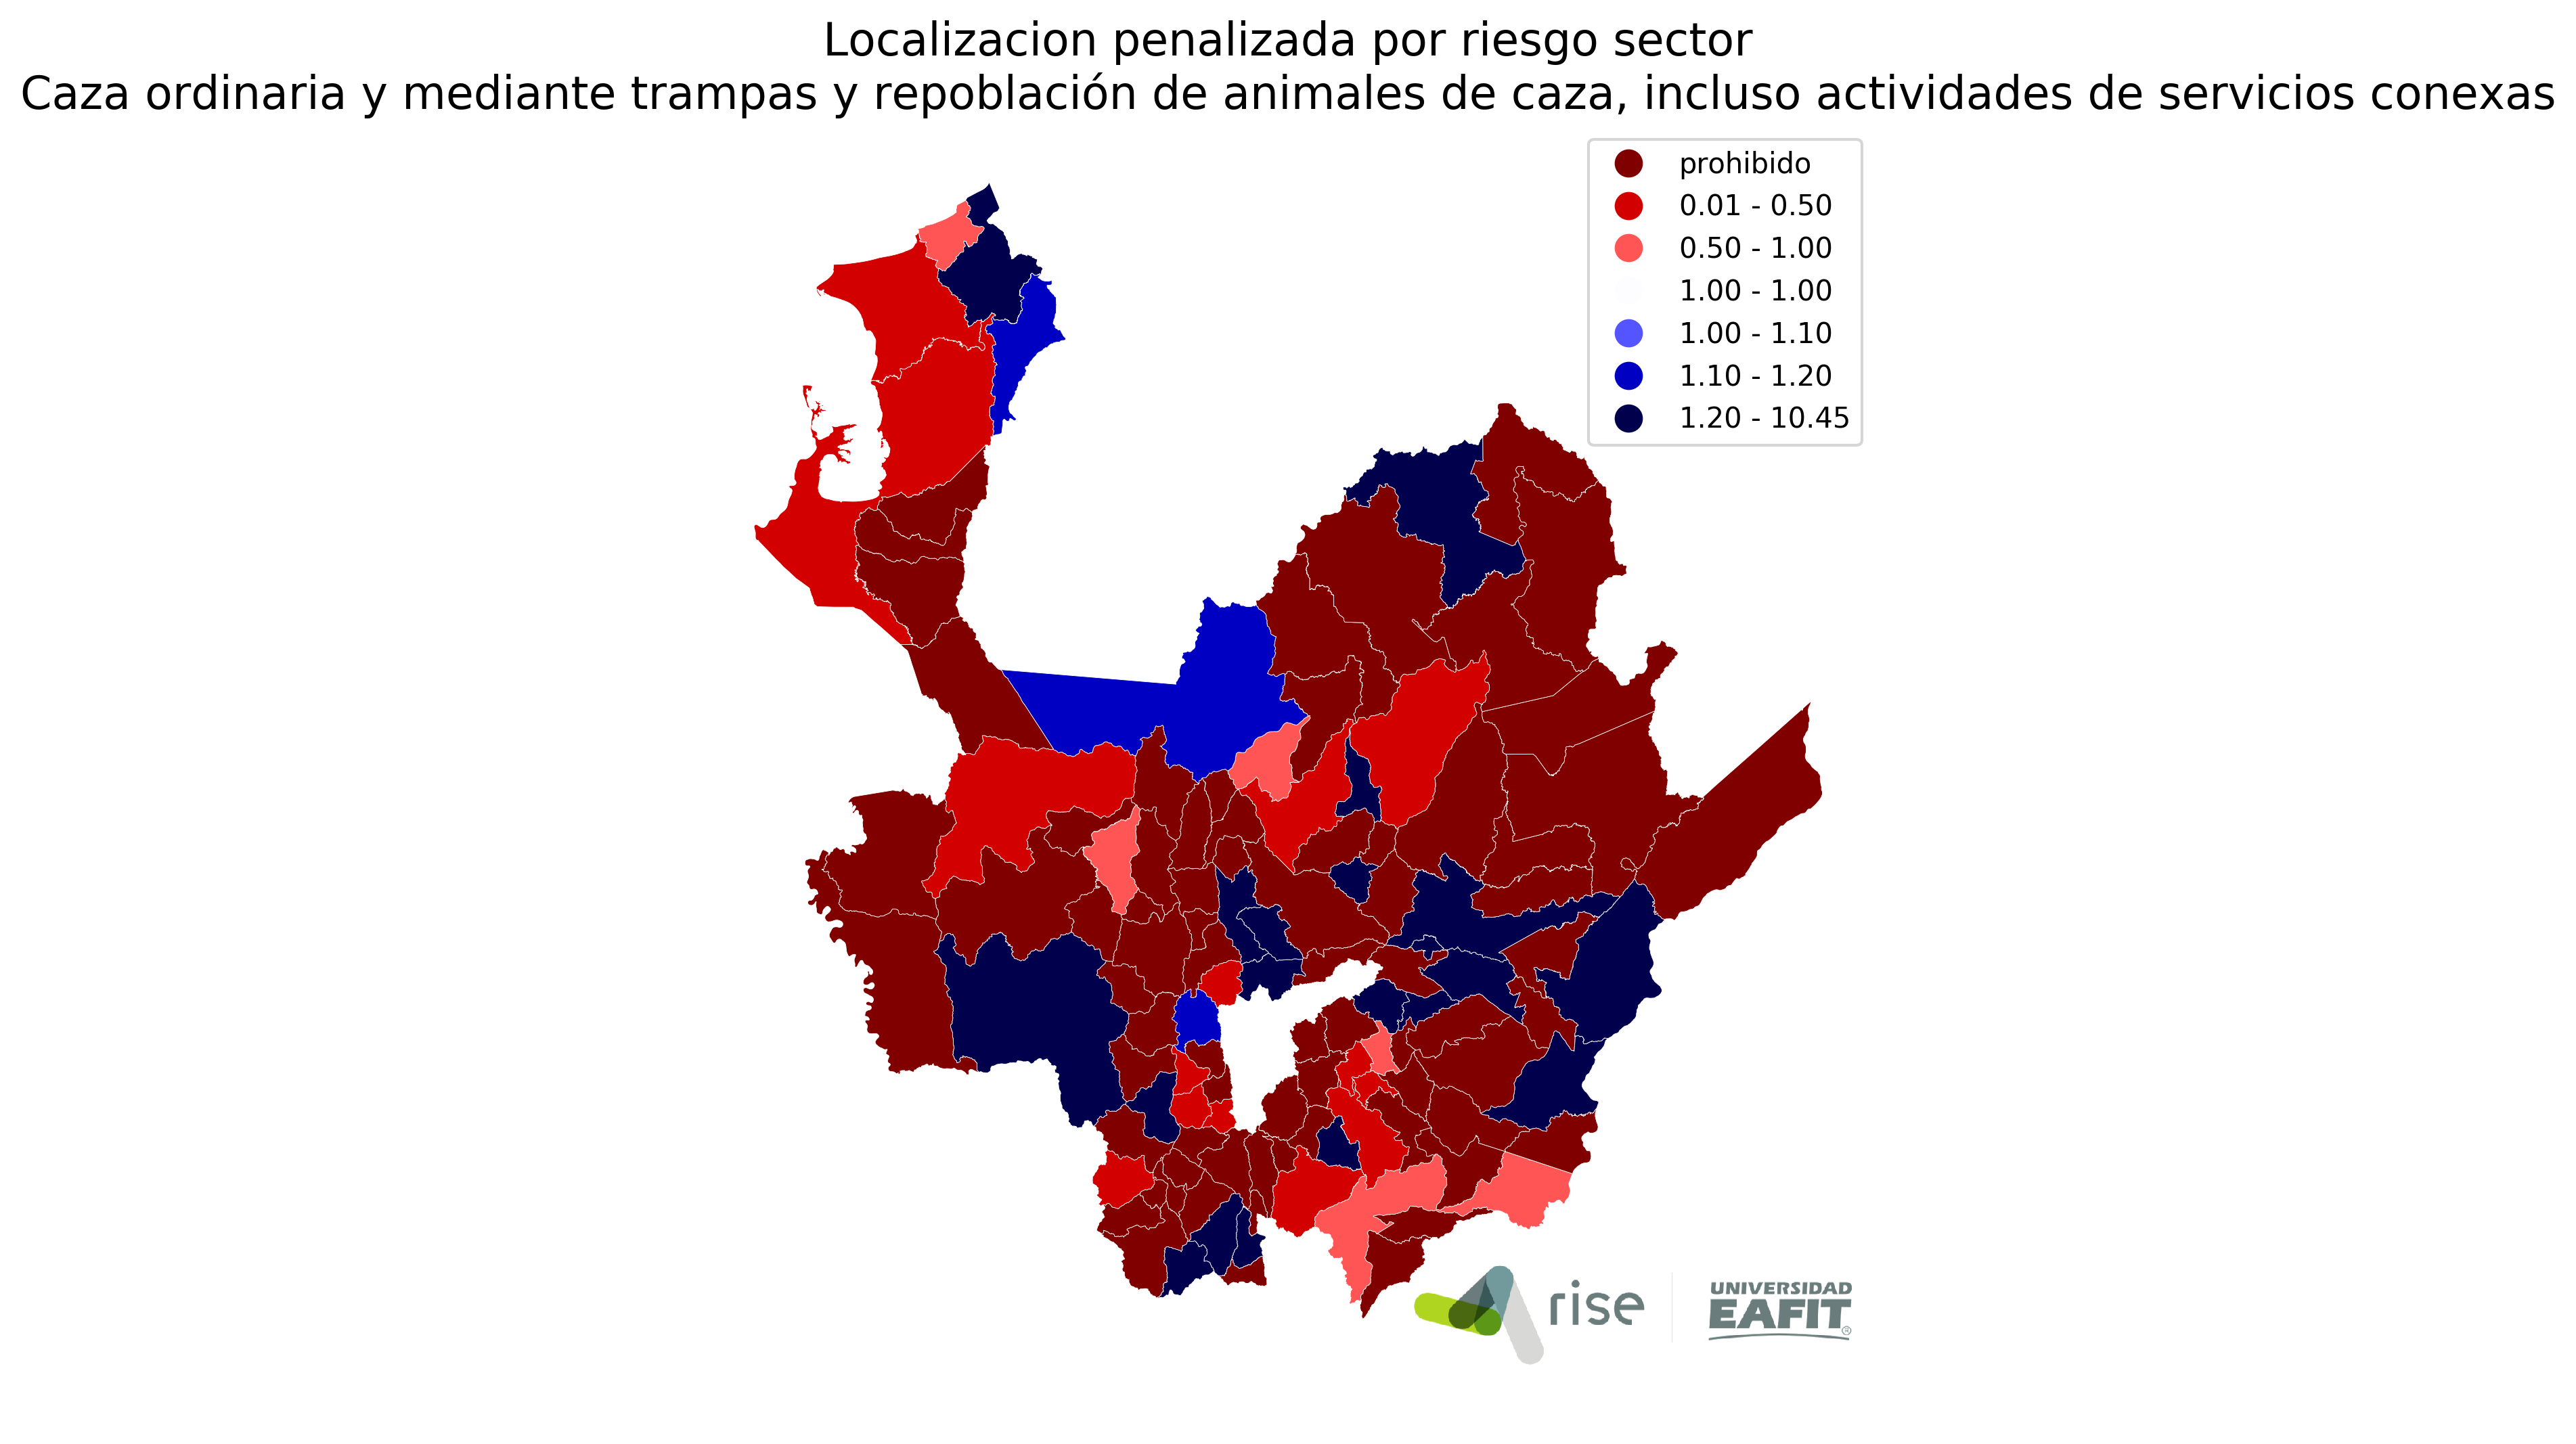 Localizacion penalizada por riesgo sector
Caza ordinaria y mediante trampas y repoblación de animales de caza, incluso actividades de servicios conexas
prohibido
0.01 - 0.50
0.50 - 1.00
1.00 - 1.00
1.00 - 1.10
1.10 - 1.20
1.20 - 10.45
rise
UNIVERSIDAD
EAFIT®